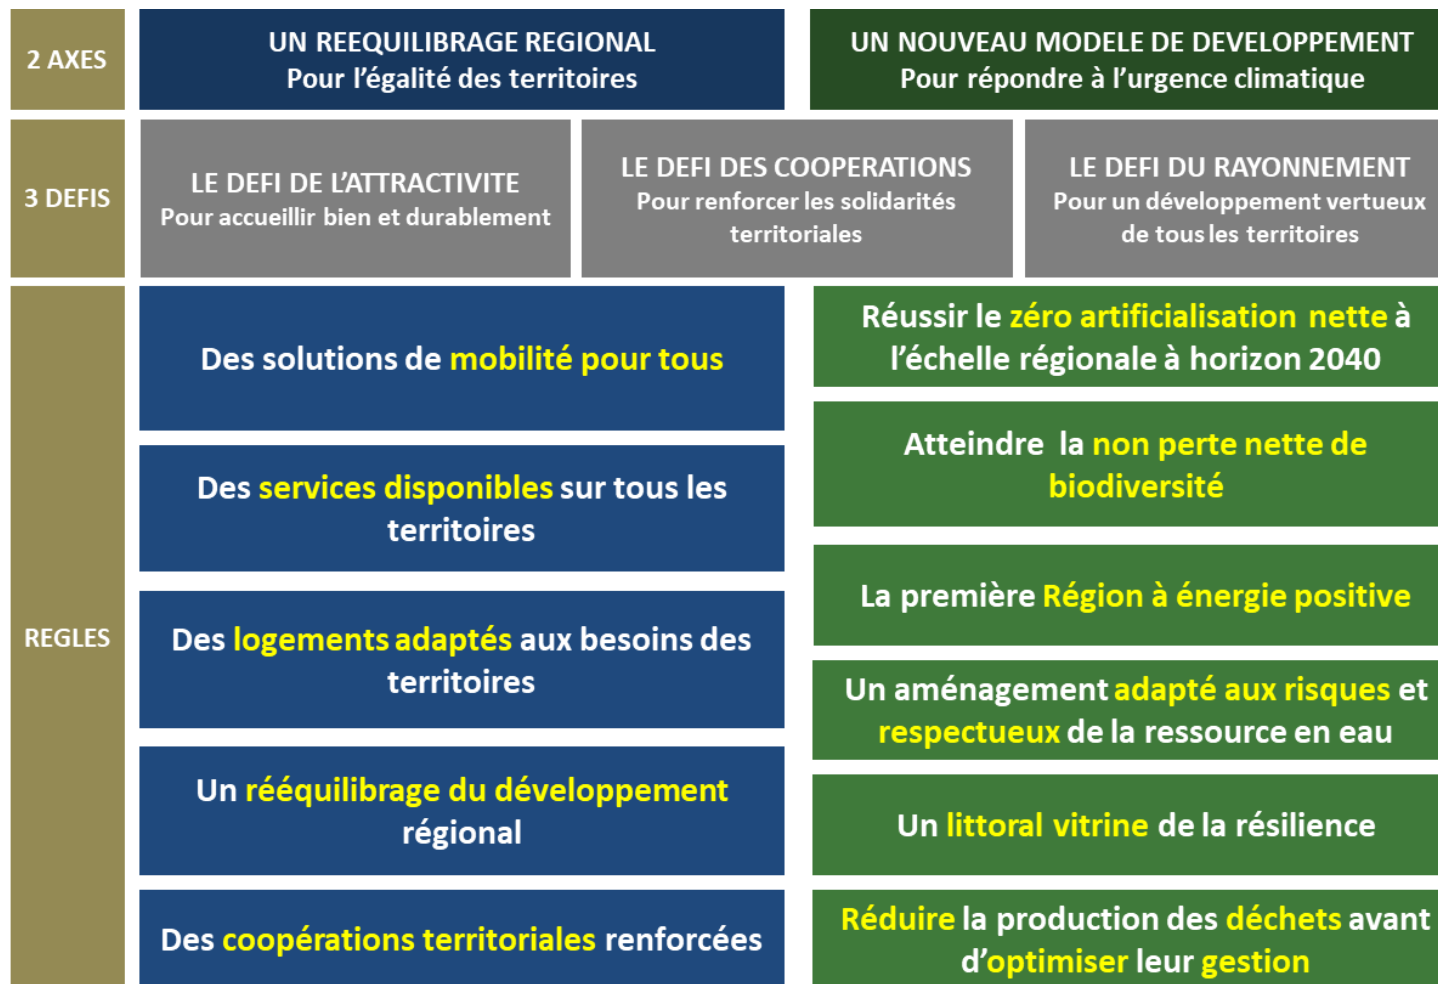 2 AXES
UN REEQUILIBRAGE REGIONAL
Pour l'égalité des territoires
UN NOUVEAU MODELE DE DEVELOPPEMENT
Pour répondre à l'urgence climatique
3 DEFIS
LE DEFI DE L'ATTRACTIVITE
Pour accueillir bien et durablement
LE DEFI DES COOPERATIONS
Pour renforcer les solidarités
territoriales
LE DEFI DU RAYONNEMENT
Pour un développement vertueux
de tous les territoires
REGLES
Des solutions de mobilité pour tous
Des services disponibles sur tous les
territoires
Des logements adaptés aux besoins des
territoires
Un rééquilibrage du développement
régional
Des coopérations territoriales renforcées
Réussir le zéro artificialisation nette à
l'échelle régionale à horizon 2040
Atteindre la non perte nette de
biodiversité
La première Région à énergie positive
Un aménagement adapté aux risques et
respectueux de la ressource en eau
Un littoral vitrine de la résilience
Réduire la production des déchets avant
d'optimiser leur gestion